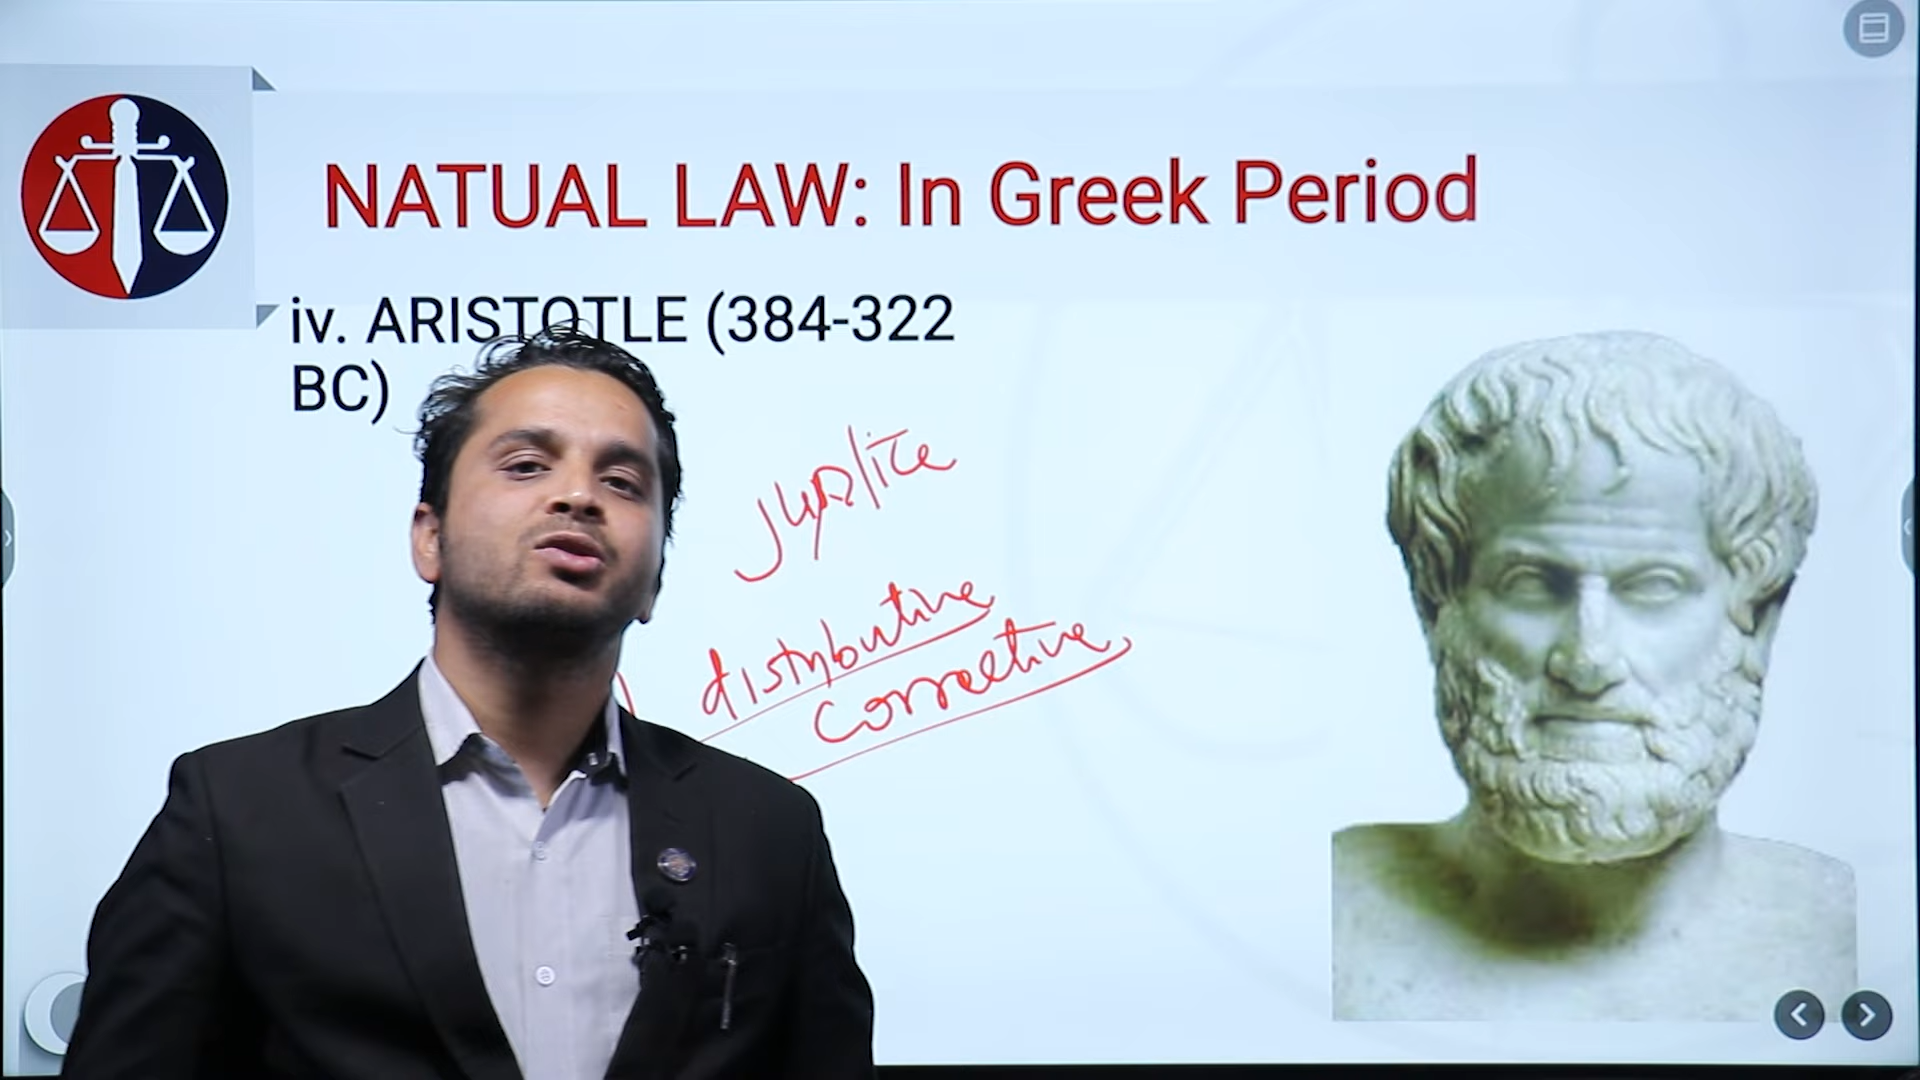 NATUAL LAW: In Greek Period
iv. ARISTOTLE (384-322
BC)
Justice
distributive
corrective